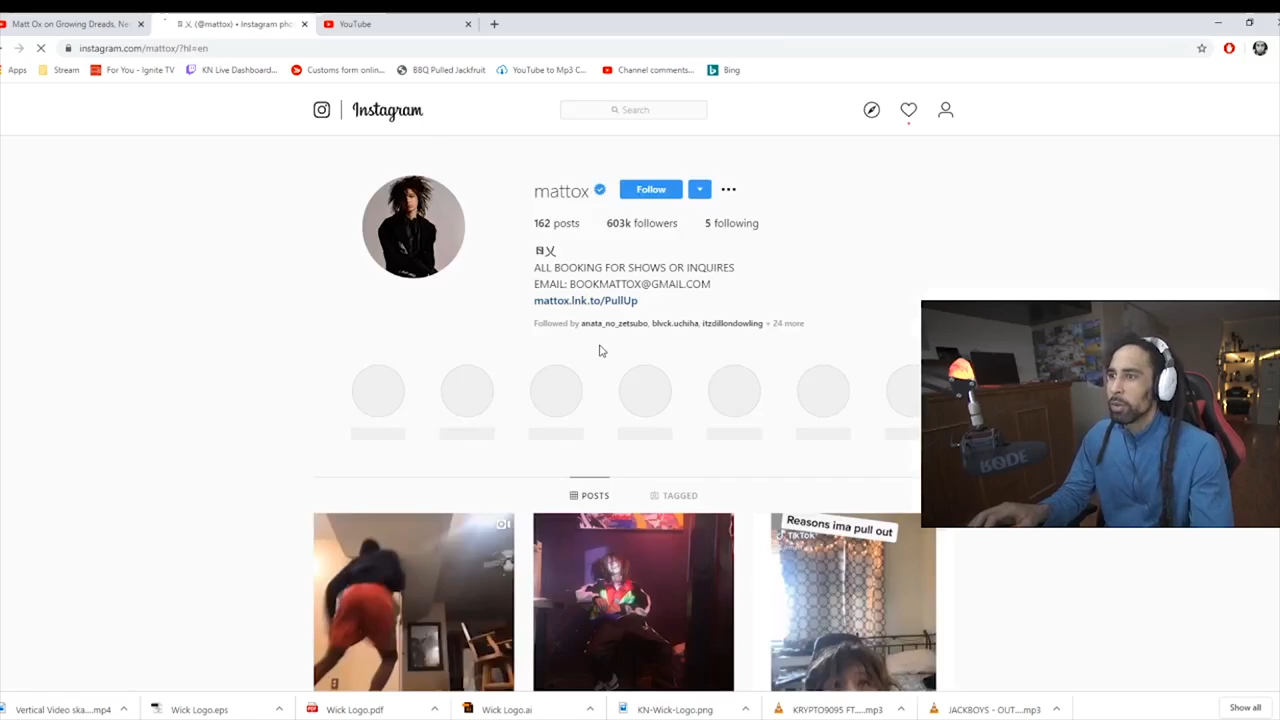 Matt Ox on Growing Dreads, Ne
(@mattox) • Instagram pho
YouTube
instagram.com/mattox/?hl=en
Apps Stream For You - Ignite TV KN Live Dashboard... Customs form onlin... BBQ Pulled Jackfruit YouTube to Mp3 C... Channel comments... Bing
Instagram
Search
mattox Follow
162 posts 603k followers 5 following
ALL BOOKING FOR SHOWS OR INQUIRES
EMAIL: BOOKMATTOX@GMAIL.COM
mattox.lnk.to/PullUp
Followed by anata_no_zetsubo, blvck.uchiha, itzdillondowling + 24 more
RODE
POSTS TAGGED
Reasons ima pull out
TikTok
Vertical Video ska....mp4 Wick Logo.eps Wick Logo.pdf Wick Logo.ai KN-Wick-Logo.png KRYPTO9095 FT.....mp3 JACKBOYS - OUT....mp3 Show all